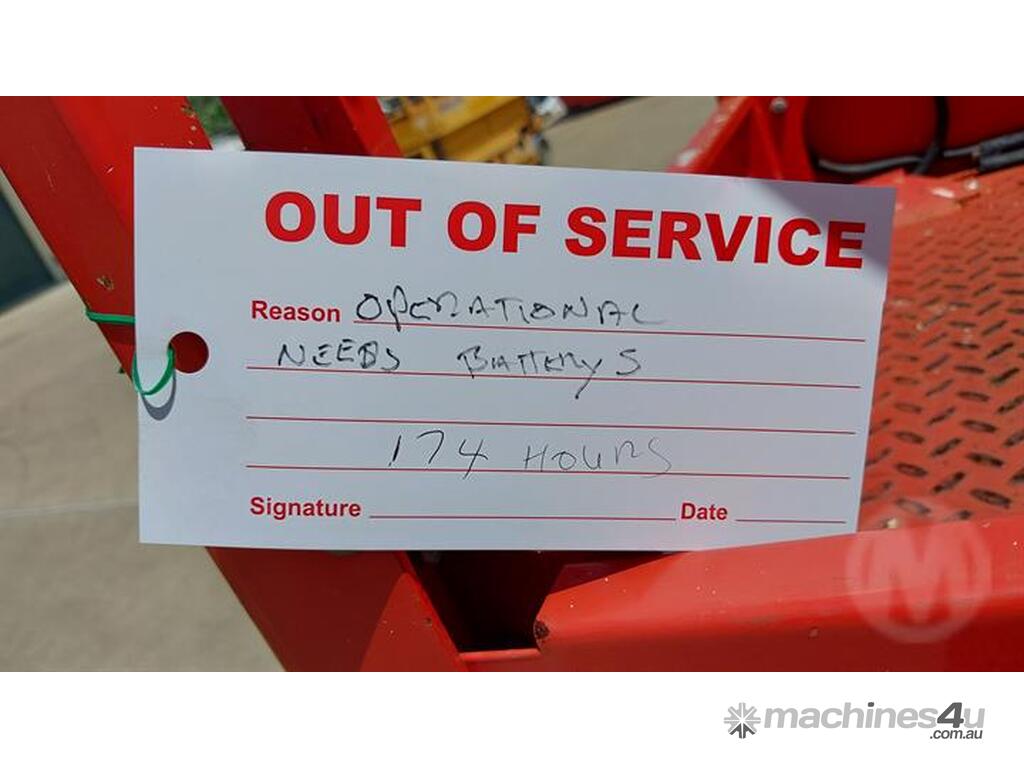 OUT OF SERVICE
Reason OPERATIONAL
NEEDS BATTERYS
174 HOURS
Signature Date
M
machines4u
.com.au